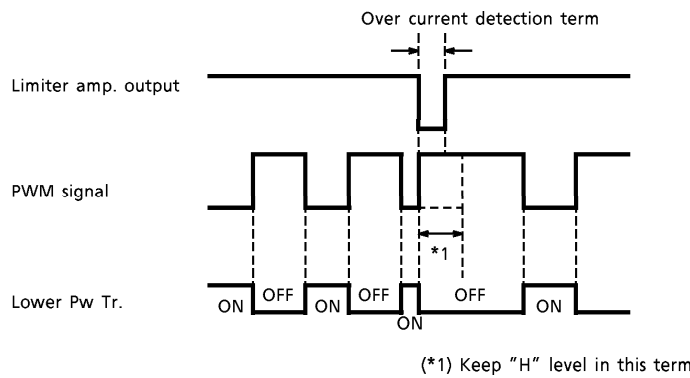 Over current detection term
Limiter amp. output
PWM signal
*1
Lower Pw Tr.
ON
OFF
ON
OFF
ON
OFF
ON
(*1) Keep "H" level in this term